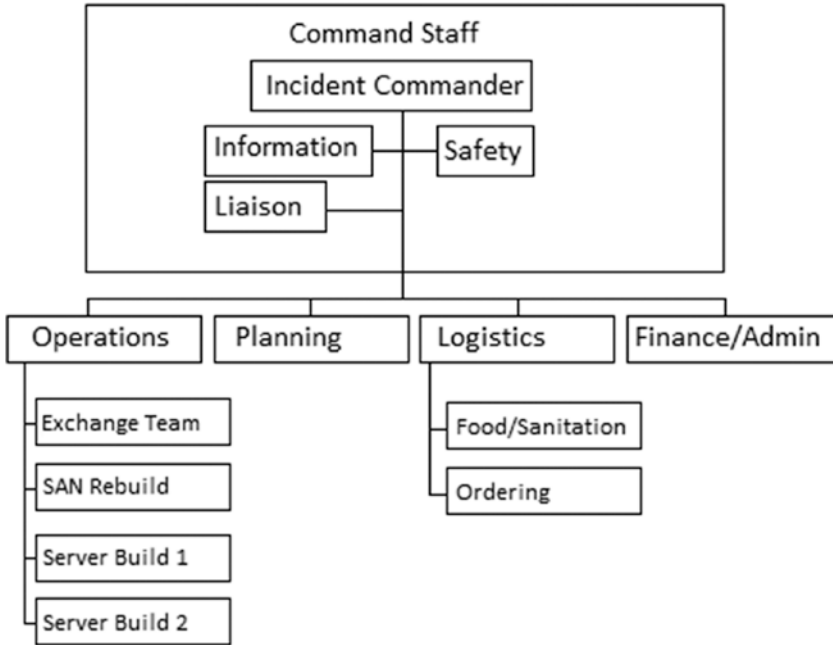 Command Staff
Incident Commander
Information
Safety
Liaison
Operations
Planning
Logistics
Finance/Admin
Exchange Team
SAN Rebuild
Server Build 1
Server Build 2
Food/Sanitation
Ordering